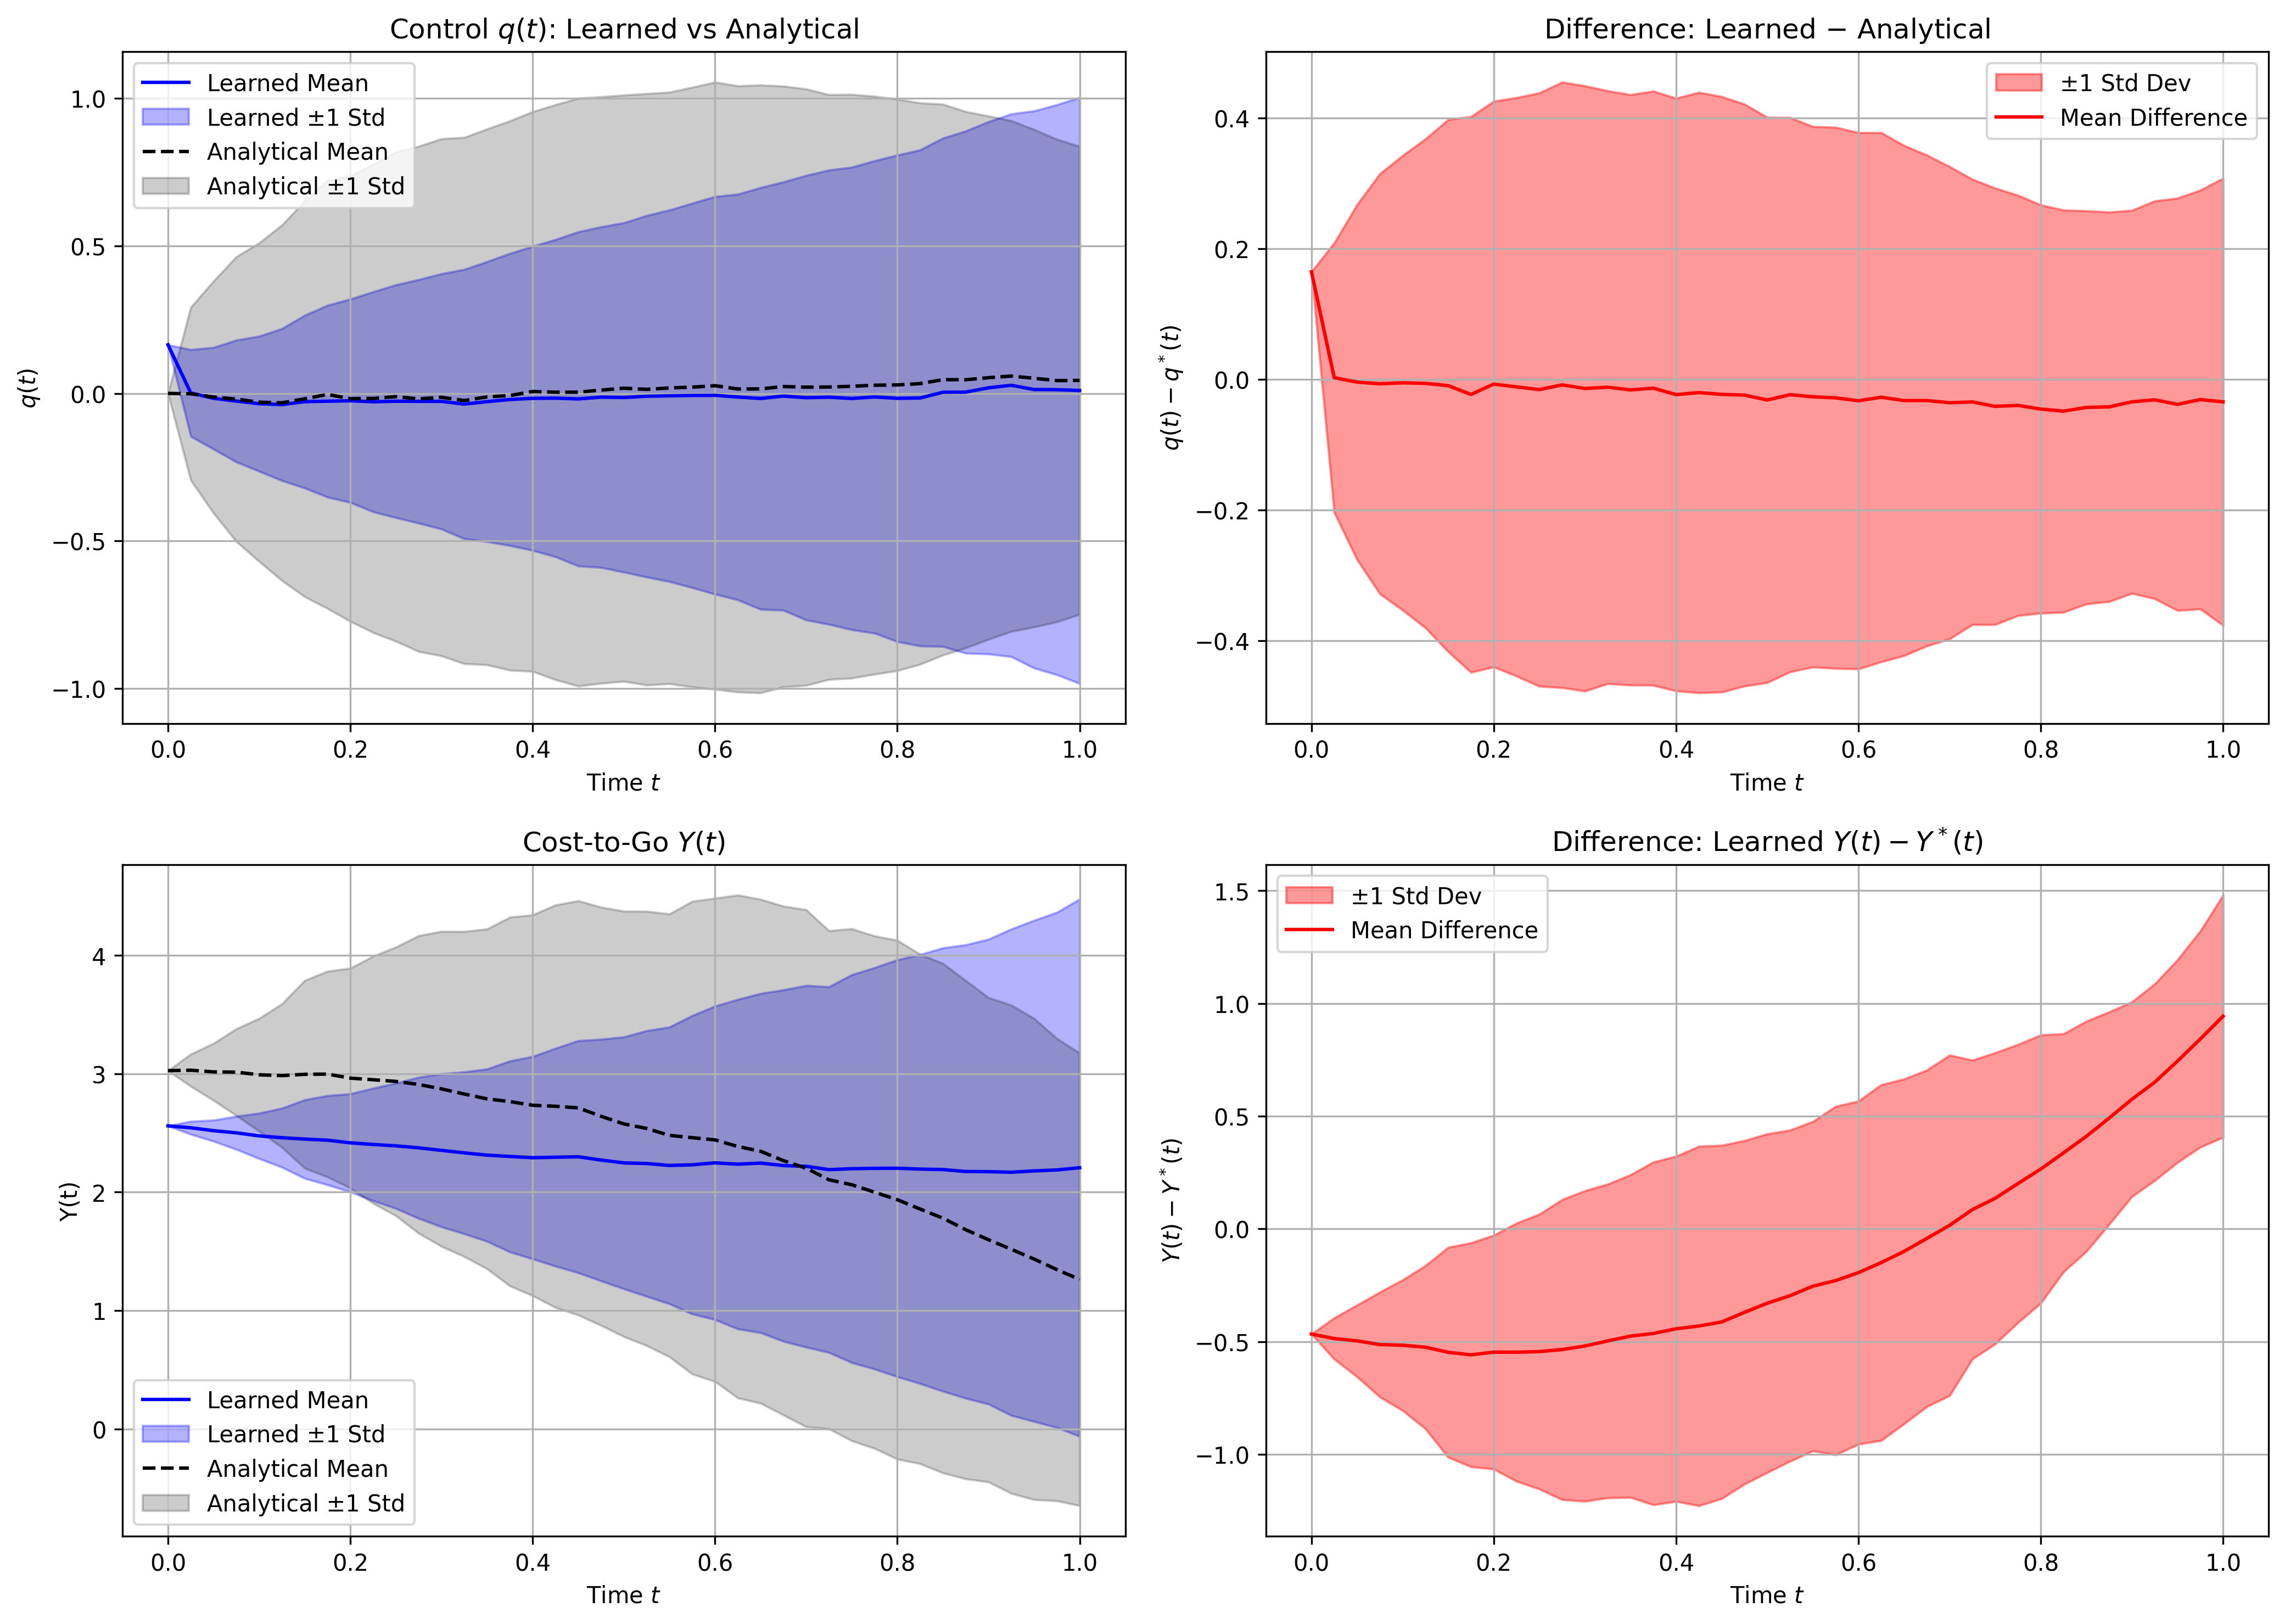 Control q(t): Learned vs Analytical
Learned Mean
Learned ±1 Std
Analytical Mean
Analytical ±1 Std
q(t)
1.0
0.5
0.0
−0.5
−1.0
0.0 0.2 0.4 0.6 0.8 1.0
Time t
Difference: Learned − Analytical
±1 Std Dev
Mean Difference
q(t) − q*(t)
0.4
0.2
0.0
−0.2
−0.4
0.0 0.2 0.4 0.6 0.8 1.0
Time t
Cost-to-Go Y(t)
Y(t)
4
3
2
1
0
Learned Mean
Learned ±1 Std
Analytical Mean
Analytical ±1 Std
0.0 0.2 0.4 0.6 0.8 1.0
Time t
Difference: Learned Y(t) − Y*(t)
±1 Std Dev
Mean Difference
Y(t) − Y*(t)
1.5
1.0
0.5
0.0
−0.5
−1.0
0.0 0.2 0.4 0.6 0.8 1.0
Time t